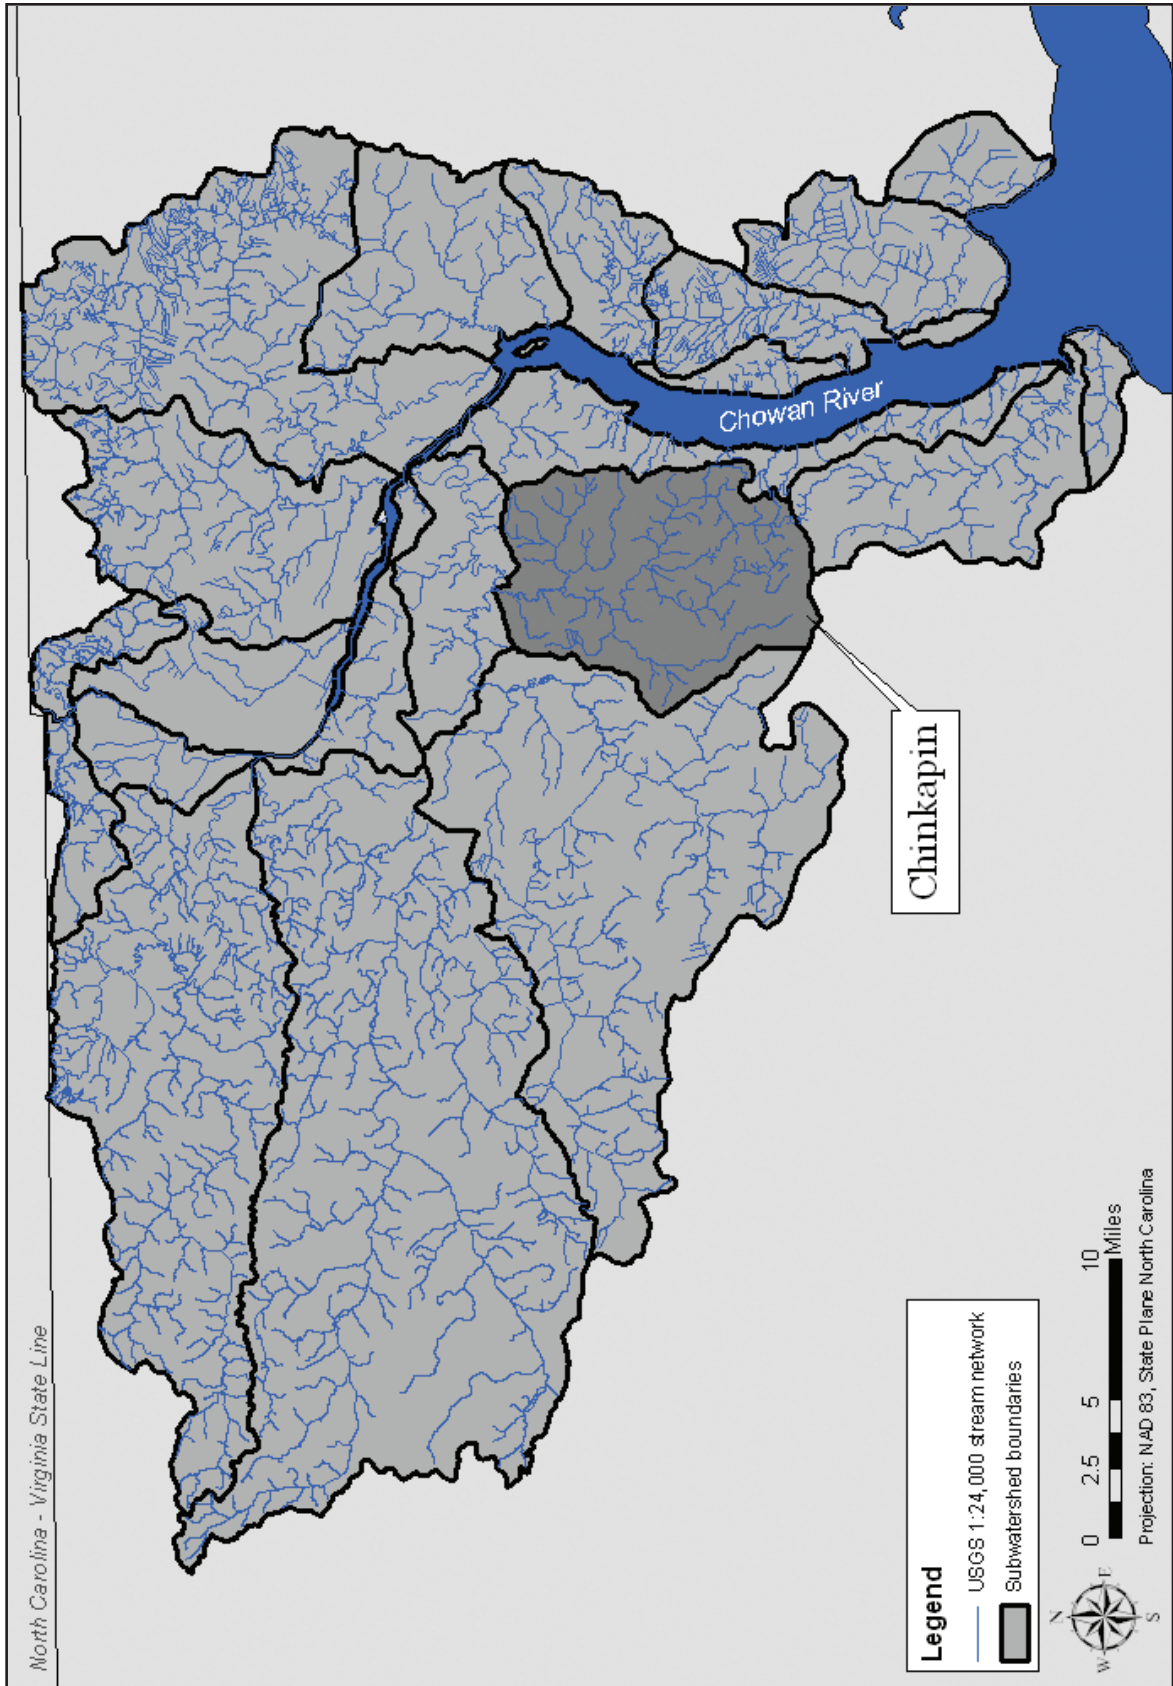 North Carolina - Virginia State Line
Chowan River
Chinkapin
Legend
USGS 1:24,000 stream network
Subwatershed boundaries
N
W
E
S
0 2.5 5 10
Miles
Projection: NAD 83, State Plane North Carolina